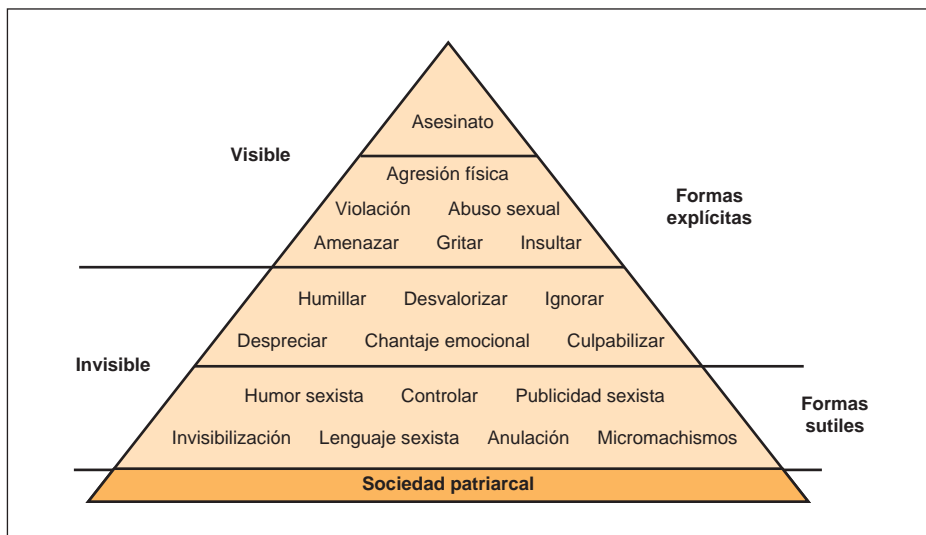 Asesinato
Visible
Agresión física
Violación Abuso sexual
Formas
explícitas
Amenazar Gritar Insultar
Humillar Desvalorizar Ignorar
Despreciar Chantaje emocional Culpabilizar
Invisible
Humor sexista Controlar Publicidad sexista
Formas
sutiles
Invisibilización Lenguaje sexista Anulación Micromachismos
Sociedad patriarcal